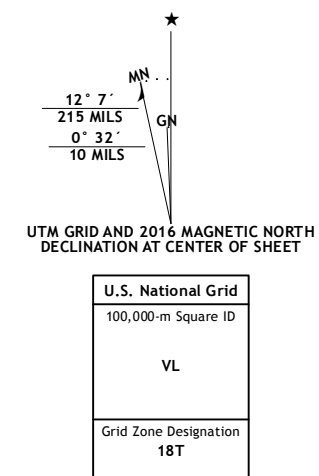 ★
MN
12° 7´
215 MILS
GN
0° 32´
10 MILS
UTM GRID AND 2016 MAGNETIC NORTH
DECLINATION AT CENTER OF SHEET
U.S. National Grid
100,000-m Square ID
VL
Grid Zone Designation
18T